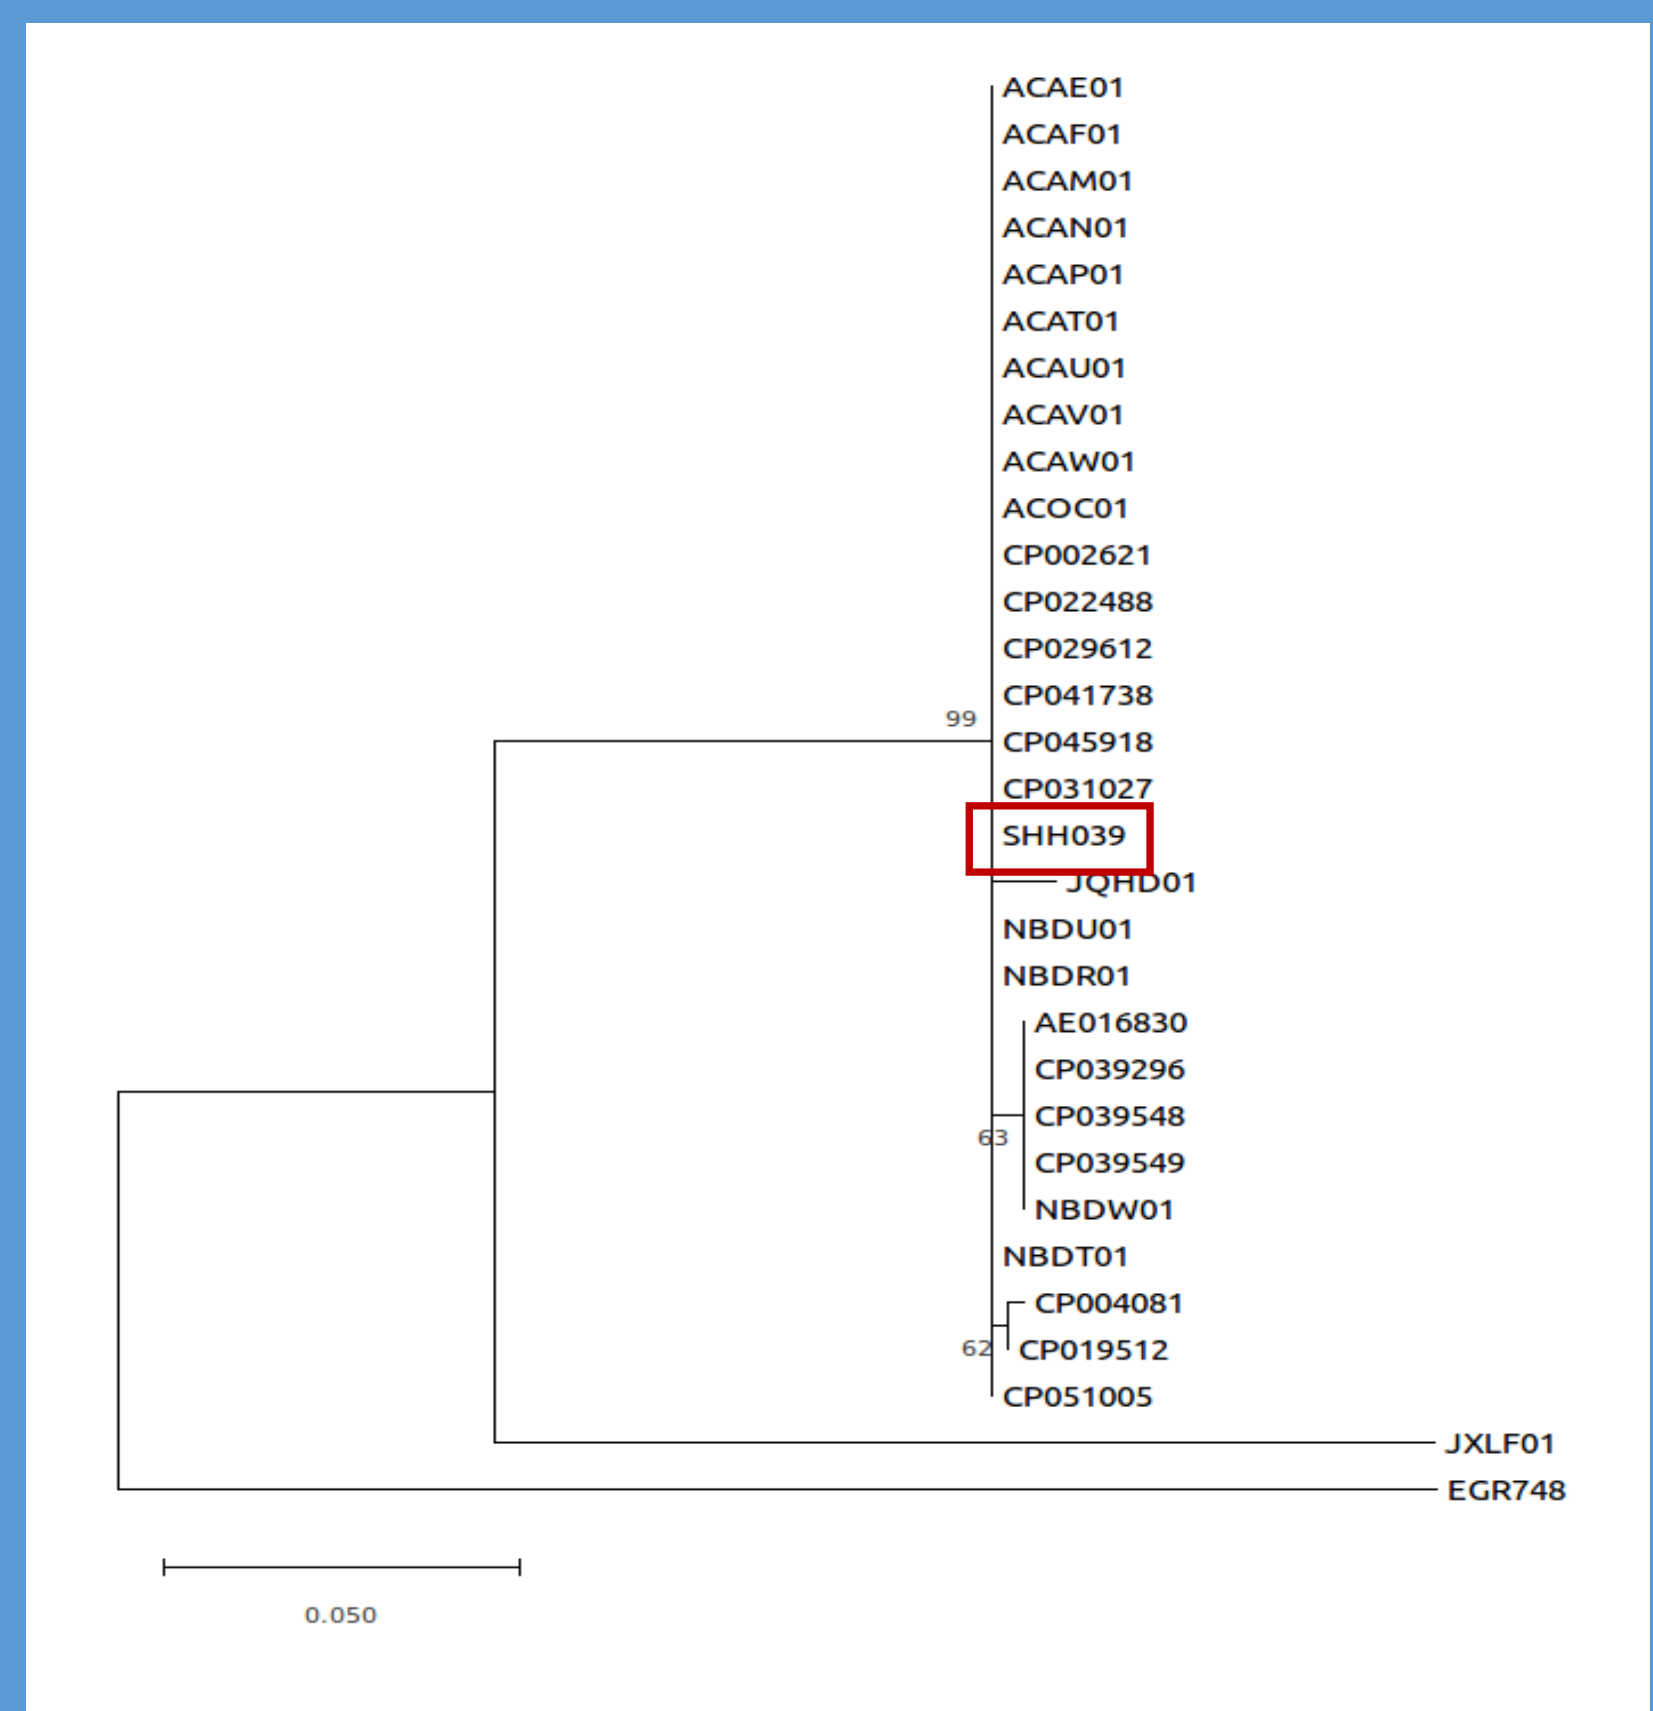 ACAE01
ACAF01
ACAM01
ACAN01
ACAP01
ACAT01
ACAU01
ACAV01
ACAW01
ACOC01
CP002621
CP022488
CP029612
CP041738
99
CP045918
CP031027
SHH039
JQHD01
NBDU01
NBDR01
AE016830
CP039296
CP039548
63
CP039549
NBDW01
NBDT01
CP004081
62
CP019512
CP051005
JXLF01
EGR748
0.050